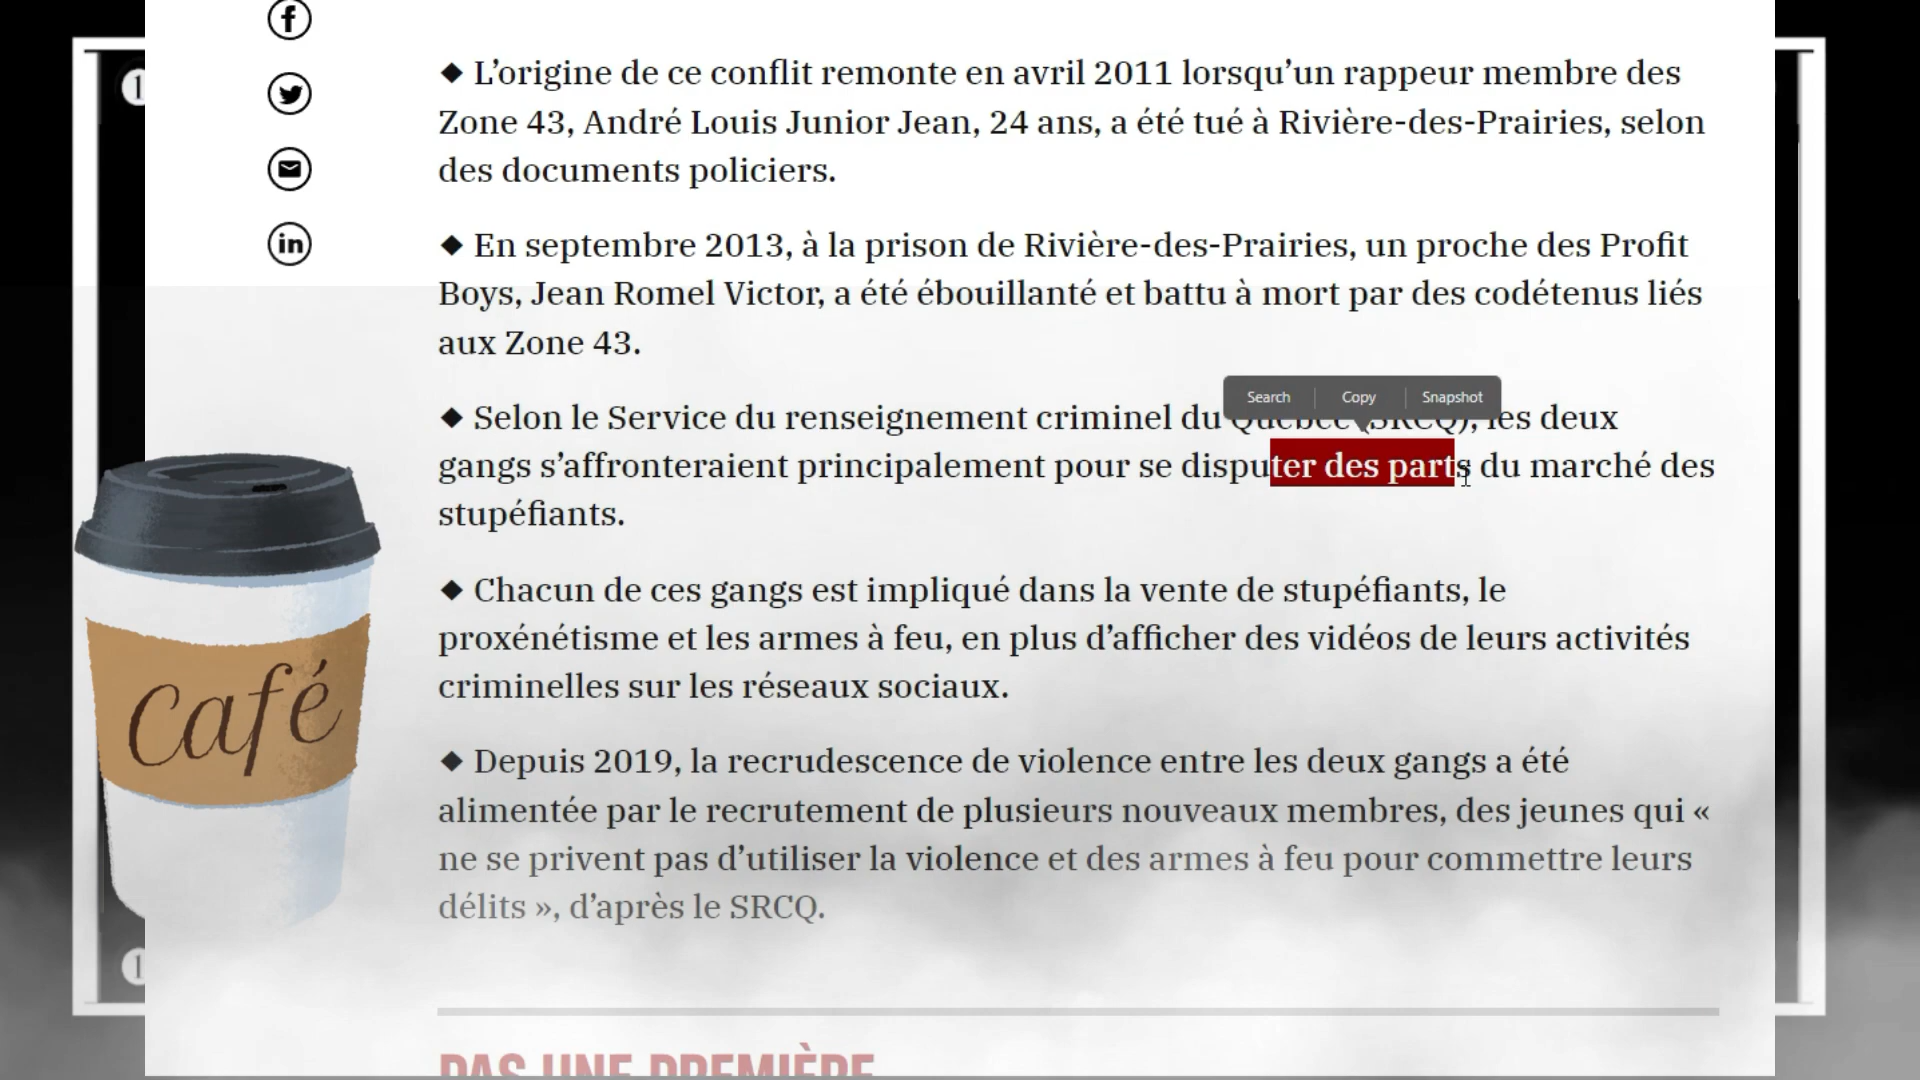 ◆ L’origine de ce conflit remonte en avril 2011 lorsqu’un rappeur membre des
Zone 43, André Louis Junior Jean, 24 ans, a été tué à Rivière-des-Prairies, selon
des documents policiers.
◆ En septembre 2013, à la prison de Rivière-des-Prairies, un proche des Profit
Boys, Jean Romel Victor, a été ébouillanté et battu à mort par des codétenus liés
aux Zone 43.
Search Copy Snapshot
◆ Selon le Service du renseignement criminel du Québec (SRCQ), les deux
gangs s’affronteraient principalement pour se disputer des parts du marché des
stupéfiants.
◆ Chacun de ces gangs est impliqué dans la vente de stupéfiants, le
proxénétisme et les armes à feu, en plus d’afficher des vidéos de leurs activités
criminelles sur les réseaux sociaux.
◆ Depuis 2019, la recrudescence de violence entre les deux gangs a été
alimentée par le recrutement de plusieurs nouveaux membres, des jeunes qui «
ne se privent pas d’utiliser la violence et des armes à feu pour commettre leurs
délits », d’après le SRCQ.
PAS UNE PREMIÈRE
Café
in
1
1